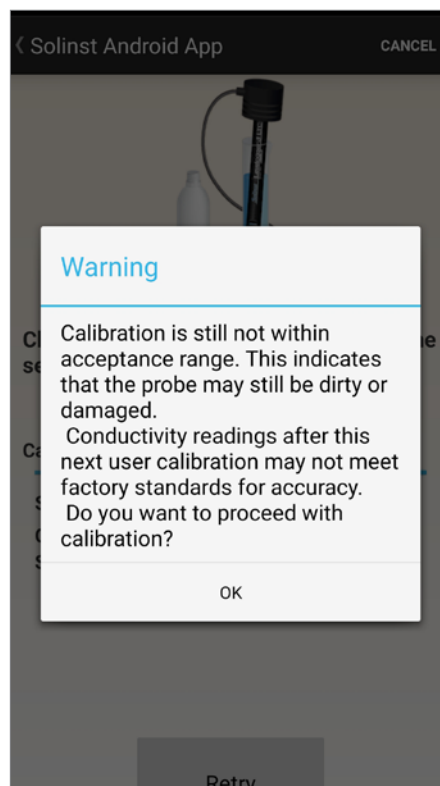 Solinst Android App
CANCEL
Warning
Calibration is still not within
acceptance range. This indicates
that the probe may still be dirty or
damaged.
Conductivity readings after this
next user calibration may not meet
factory standards for accuracy.
Do you want to proceed with
calibration?
OK
Retry